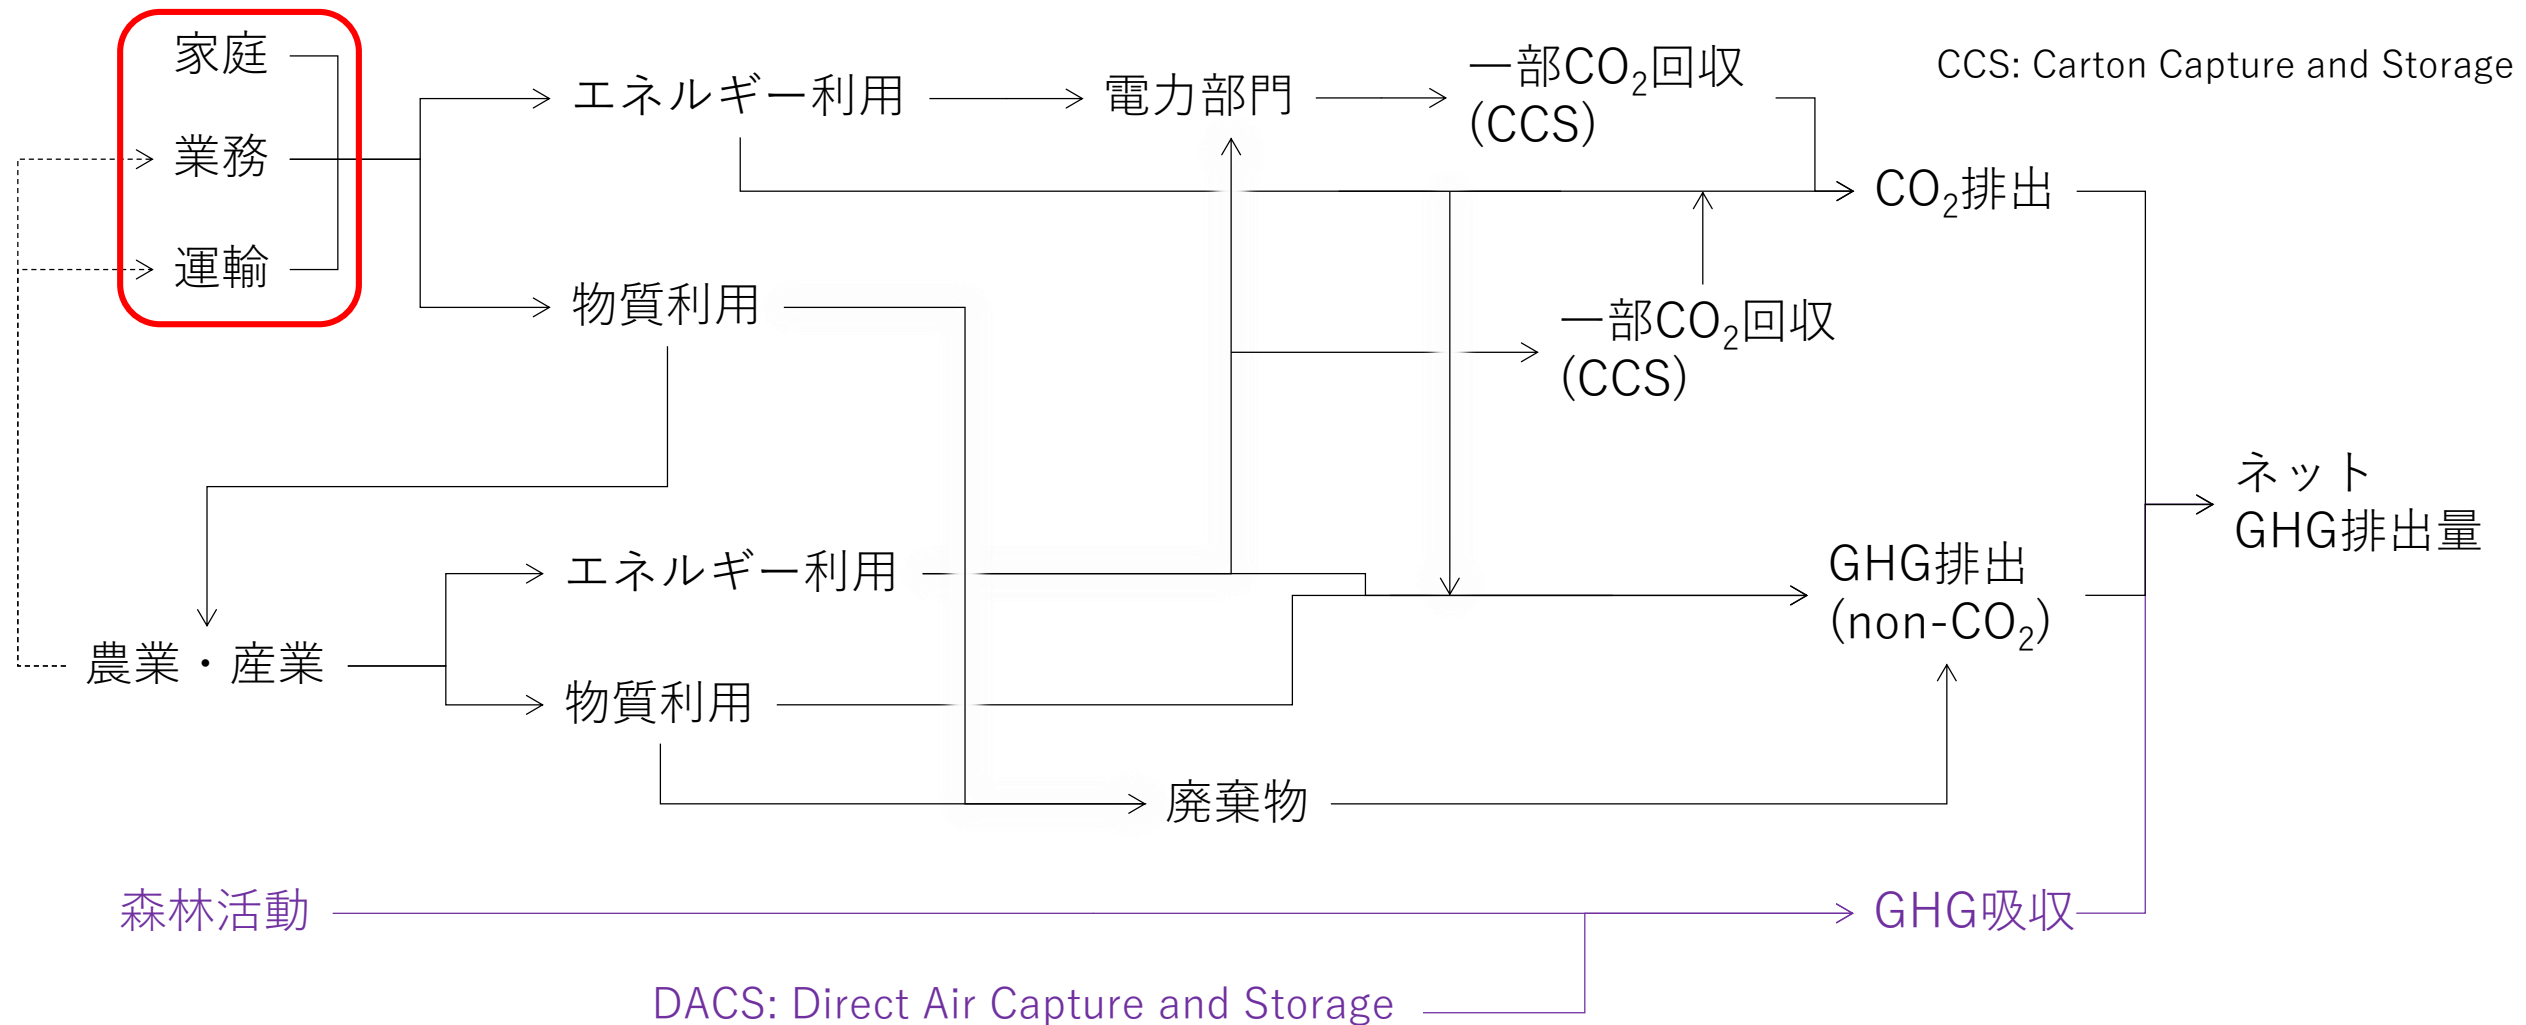 家庭
業務
運輸
エネルギー利用
物質利用
電力部門
一部CO₂回収
(CCS)
CCS: Carton Capture and Storage
CO₂排出
一部CO₂回収
(CCS)
ネット
GHG排出量
農業・産業
エネルギー利用
物質利用
GHG排出
(non-CO₂)
廃棄物
森林活動
GHG吸収
DACS: Direct Air Capture and Storage